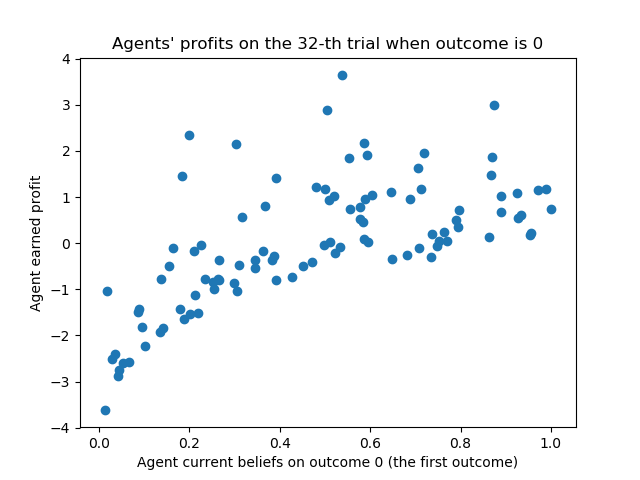 Agents' profits on the 32-th trial when outcome is 0
4
3
2
1
0
−1
−2
−3
−4
Agent earned profit
0.0 0.2 0.4 0.6 0.8 1.0
Agent current beliefs on outcome 0 (the first outcome)